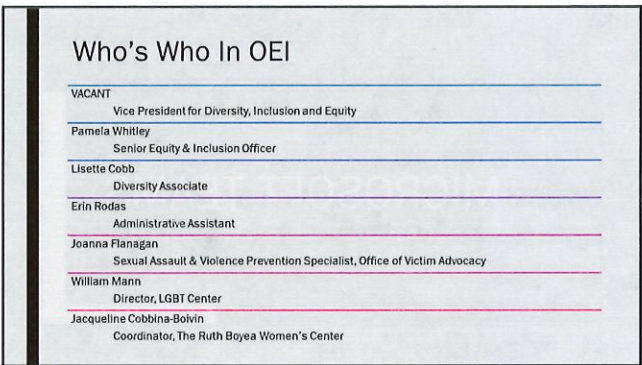 Who's Who In OEI
VACANT
Vice President for Diversity, Inclusion and Equity
Pamela Whitley
Senior Equity & Inclusion Officer
Lisette Cobb
Diversity Associate
Erin Rodas
Administrative Assistant
Joanna Flanagan
Sexual Assault & Violence Prevention Specialist, Office of Victim Advocacy
William Mann
Director, LGBT Center
Jacqueline Cobbina-Boivin
Coordinator, The Ruth Boyea Women's Center